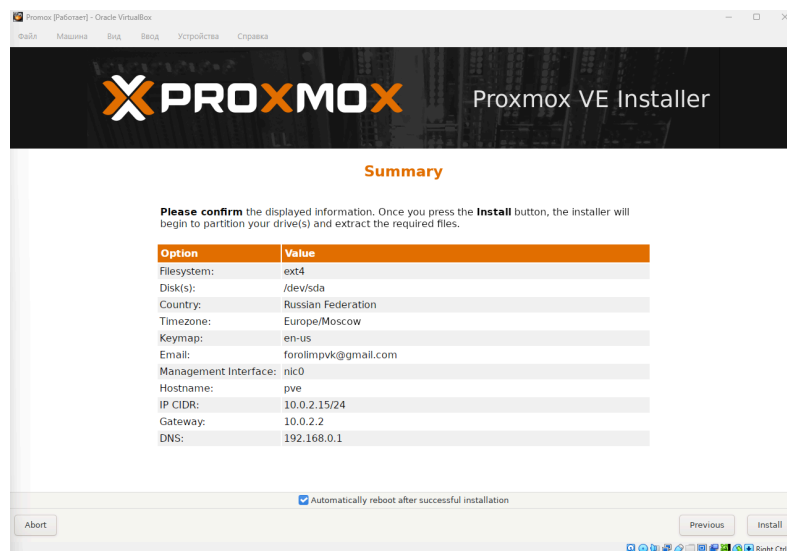 Promox [Работает] - Oracle VirtualBox
Файл Машина Вид Ввод Устройства Справка
PROXMOX Proxmox VE Installer
Summary
Please confirm the displayed information. Once you press the Install button, the installer will
begin to partition your drive(s) and extract the required files.
Option Value
Filesystem: ext4
Disk(s): /dev/sda
Country: Russian Federation
Timezone: Europe/Moscow
Keymap: en-us
Email: forolimpvk@gmail.com
Management Interface: nic0
Hostname: pve
IP CIDR: 10.0.2.15/24
Gateway: 10.0.2.2
DNS: 192.168.0.1
Automatically reboot after successful installation
Abort Previous Install
Right Ctrl